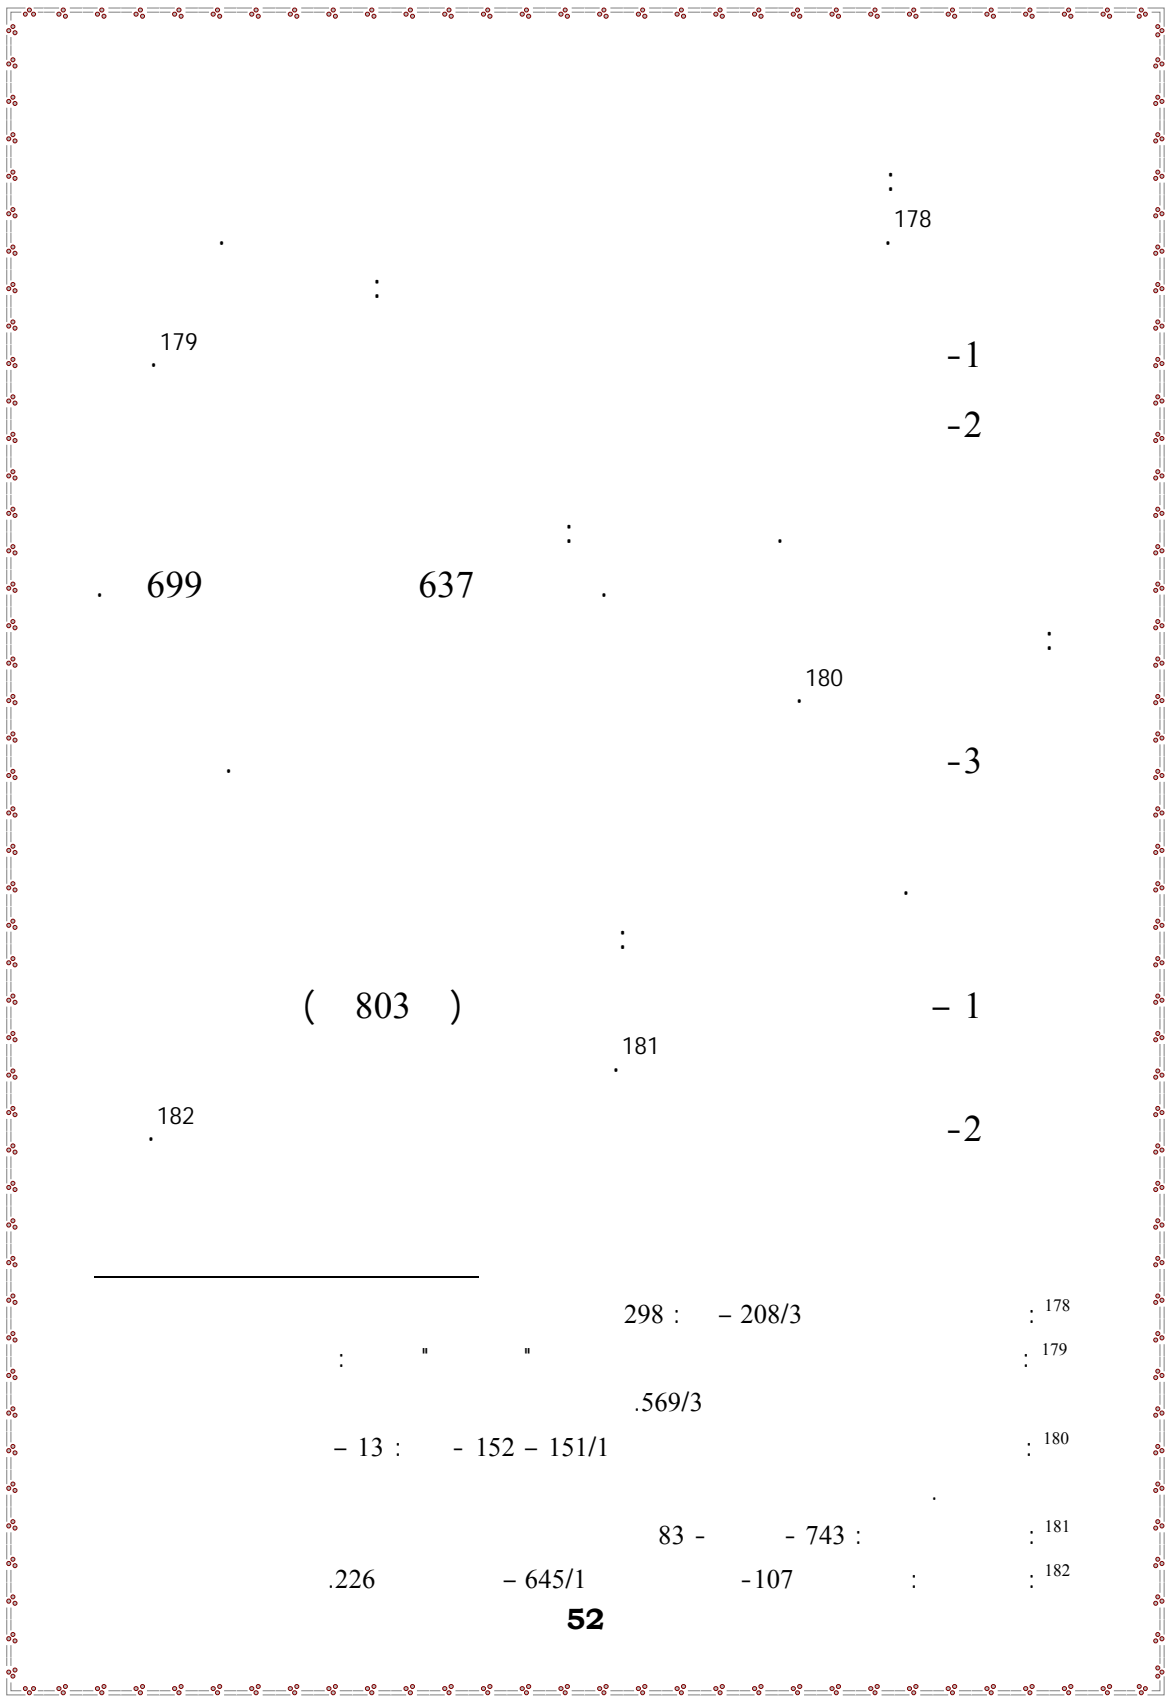 :
178 . .
:
-1 179 .
-2
. :
. 637 699 .
:
180 .
-3 .
.
:
1 – ( 803 )
181 .
-2 182 .
178 : 208/3 – : 298
179 : " " :
569/3.
180 : 151/1 – 152 - : 13 –
.
181 : : 743 - - 83
182 : : 107- 645/1 – 226.
52